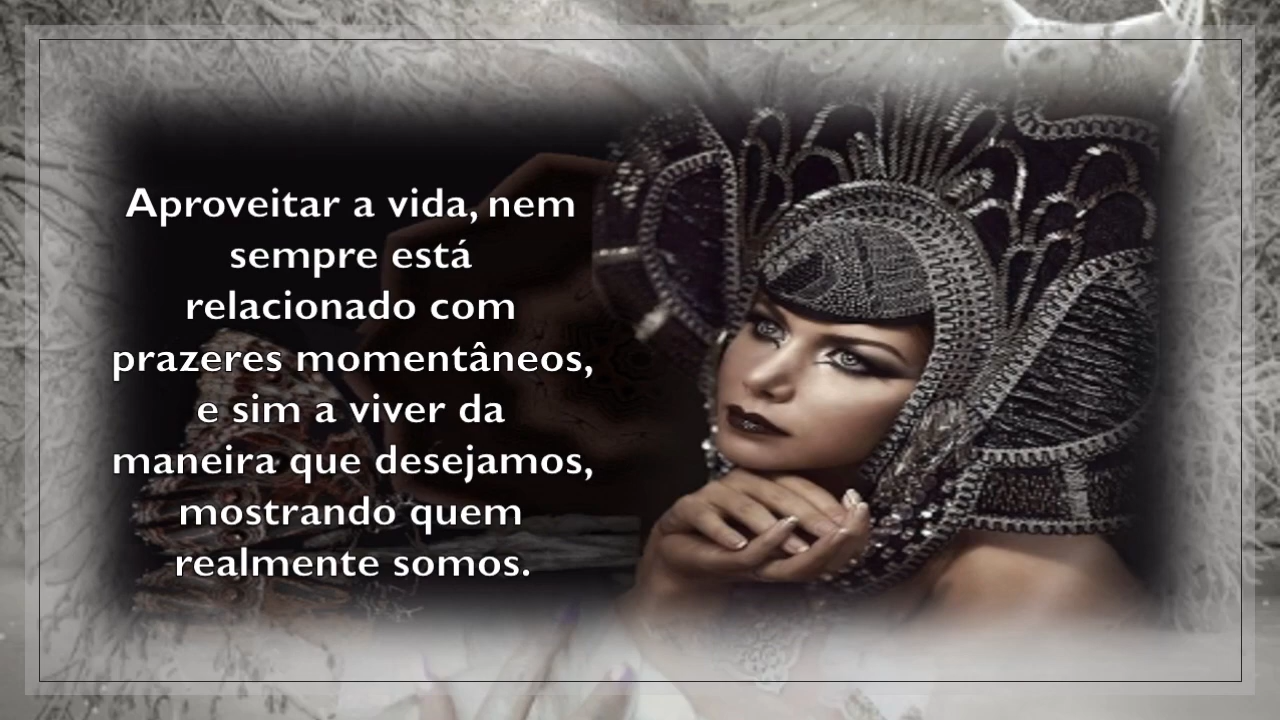 Aproveitar a vida, nem
sempre está
relacionado com
prazeres momentâneos,
e sim a viver da
maneira que desejamos,
mostrando quem
realmente somos.